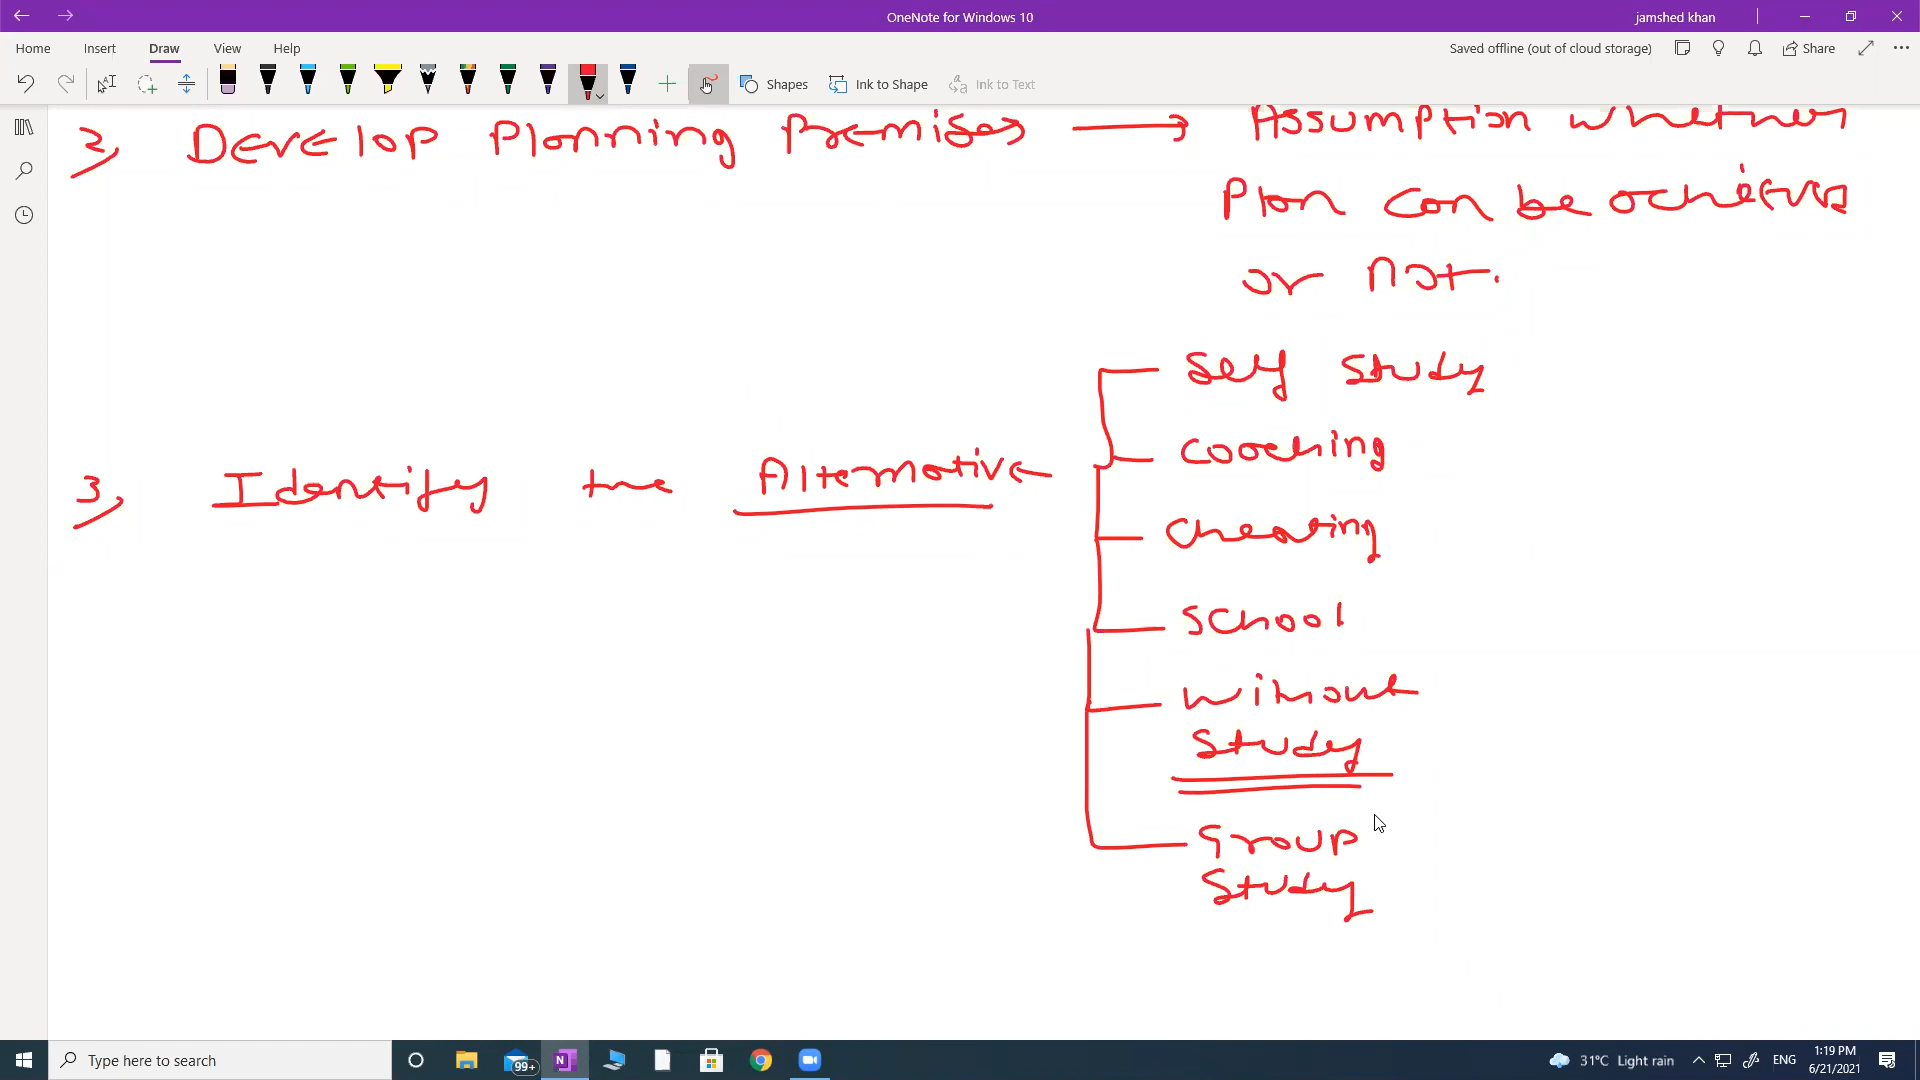 OneNote for Windows 10
jamshed khan
Home Insert Draw View Help
Saved offline (out of cloud storage)
Share
Shapes
Ink to Shape
Ink to Text
2, Develop Planning Premises → Assumption whether
Plan can be achieved
or not.
Self Study
Coaching
3, Identify the Alternative
Cheating
School
Without
Study
Group
Study
Type here to search
99+
31°C Light rain
ENG
1:19 PM
6/21/2021